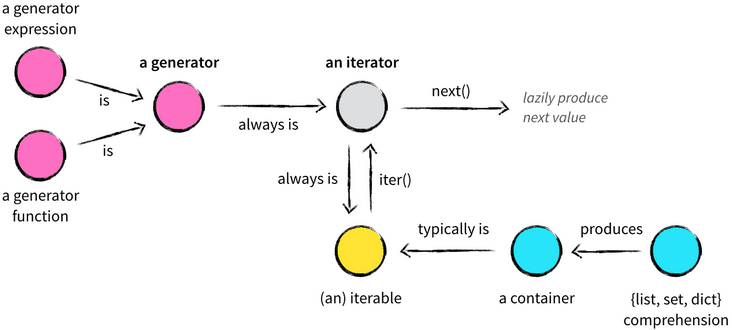 a generator
expression
a generator
an iterator
is
next()
lazily produce
next value
always is
is
a generator
function
always is
iter()
typically is
produces
(an) iterable
a container
{list, set, dict}
comprehension